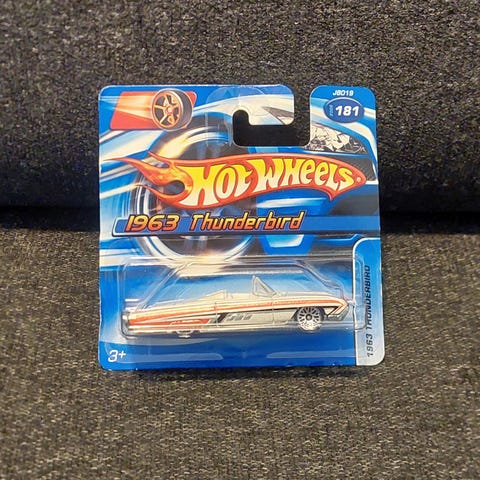 J8019
181
HOT WHEELS
1963 Thunderbird
1963 THUNDERBIRD
3+